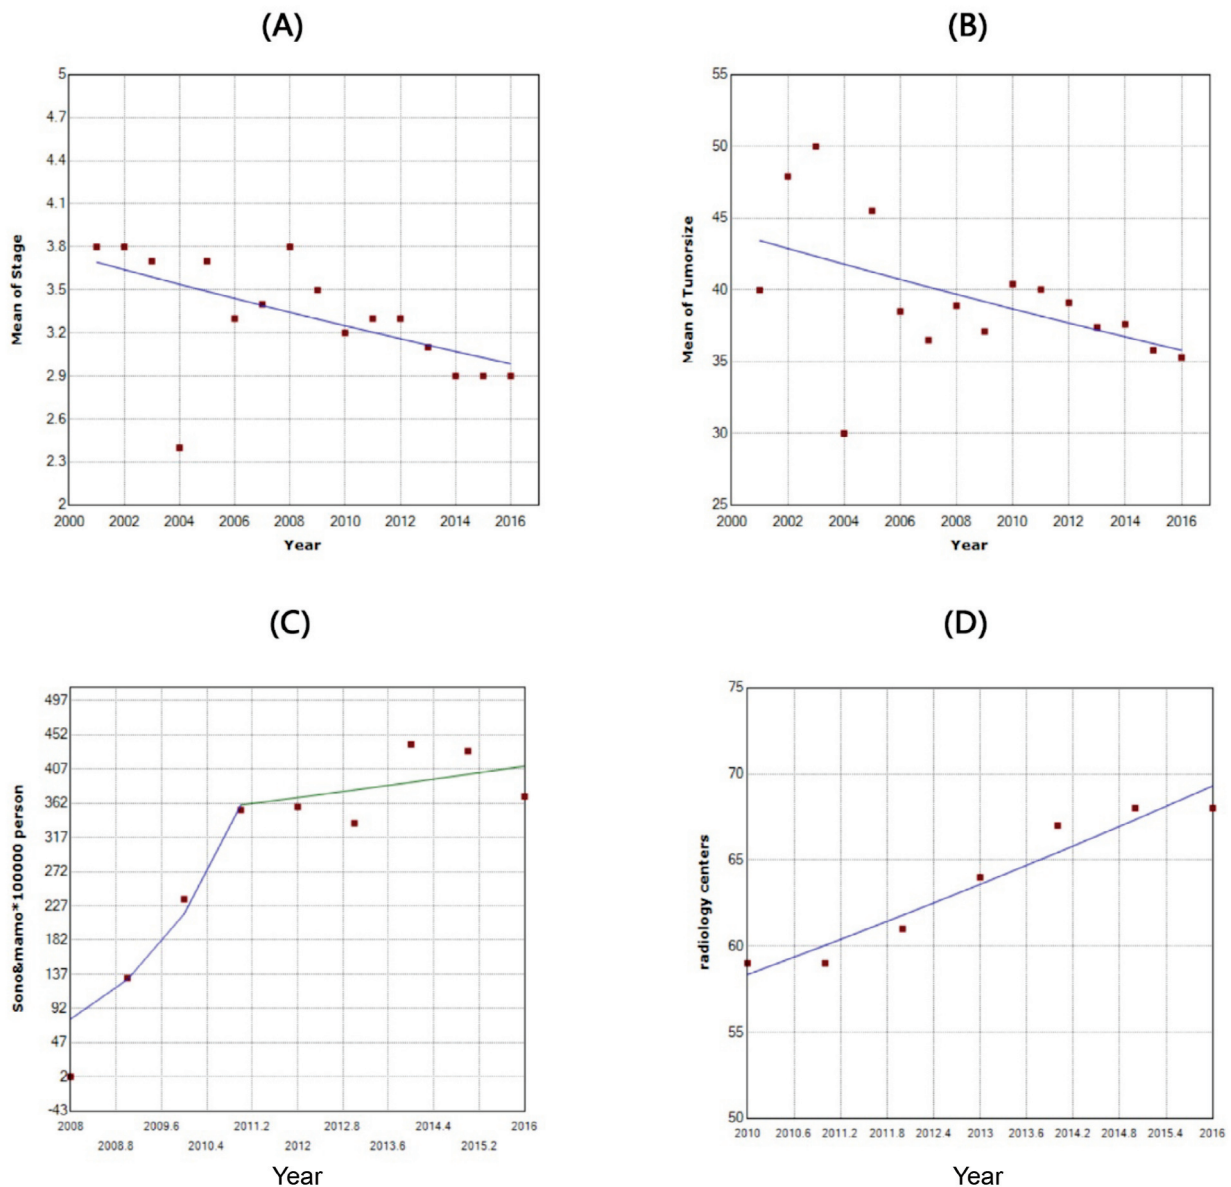 (A)
(B)
5
4.7
4.4
4.1
3.8
3.5
3.2
2.9
2.6
2.3
2
Mean of Stage
2000 2002 2004 2006 2008 2010 2012 2014 2016
Year
55
50
45
40
35
30
25
Mean of Tumorsize
2000 2002 2004 2006 2008 2010 2012 2014 2016
Year
(C)
(D)
497
452
407
362
317
272
227
182
137
92
47
2
-43
Sono&mamo*100000 person
2008 2009.6 2011.2 2012.8 2014.4 2016
2008.8 2010.4 2012 2013.6 2015.2
Year
75
70
65
60
55
50
radiology centers
2010 2010.6 2011.2 2011.8 2012.4 2013 2013.6 2014.2 2014.8 2015.4 2016
Year